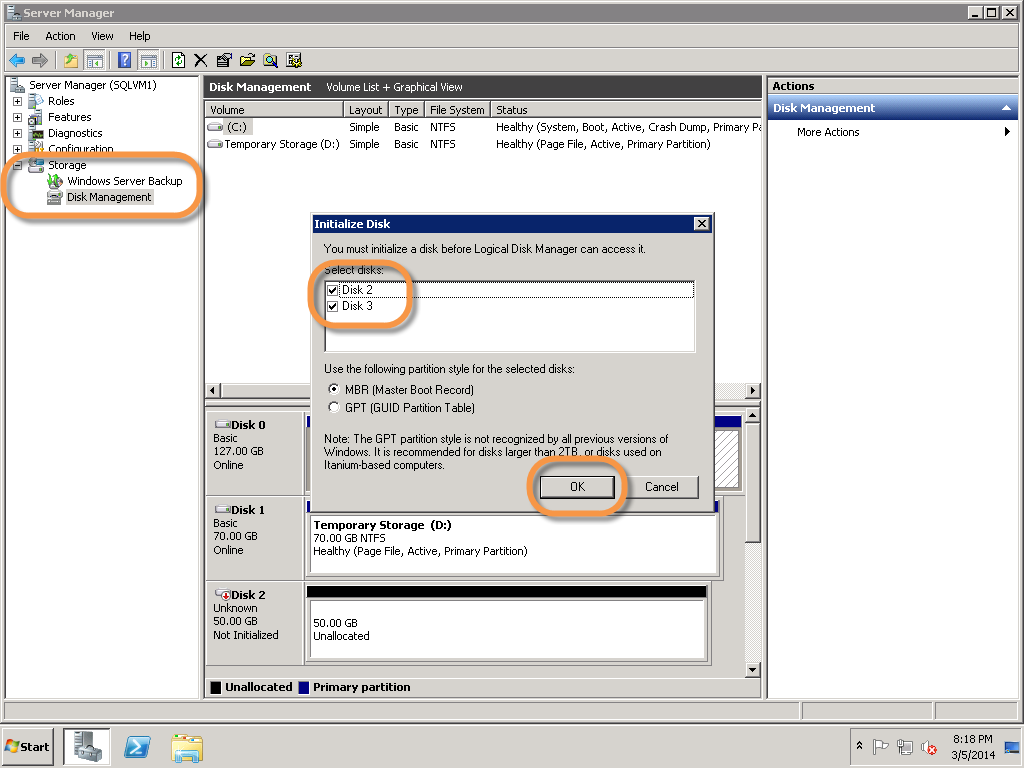 Server Manager
File Action View Help
Server Manager (SQLVM1)
Roles
Features
Diagnostics
Configuration
Storage
Windows Server Backup
Disk Management
Disk Management Volume List + Graphical View
Volume Layout Type File System Status
(C:) Simple Basic NTFS Healthy (System, Boot, Active, Crash Dump, Primary Pa
Temporary Storage (D:) Simple Basic NTFS Healthy (Page File, Active, Primary Partition)
Actions
Disk Management
More Actions
Initialize Disk
You must initialize a disk before Logical Disk Manager can access it.
Select disks:
Disk 2
Disk 3
Use the following partition style for the selected disks:
MBR (Master Boot Record)
GPT (GUID Partition Table)
Note: The GPT partition style is not recognized by all previous versions of
Windows. It is recommended for disks larger than 2TB, or disks used on
Itanium-based computers.
OK Cancel
Disk 0
Basic
127.00 GB
Online
Disk 1
Basic
70.00 GB
Online
Temporary Storage (D:)
70.00 GB NTFS
Healthy (Page File, Active, Primary Partition)
Disk 2
Unknown
50.00 GB
Not Initialized
50.00 GB
Unallocated
Unallocated Primary partition
Start
8:18 PM
3/5/2014